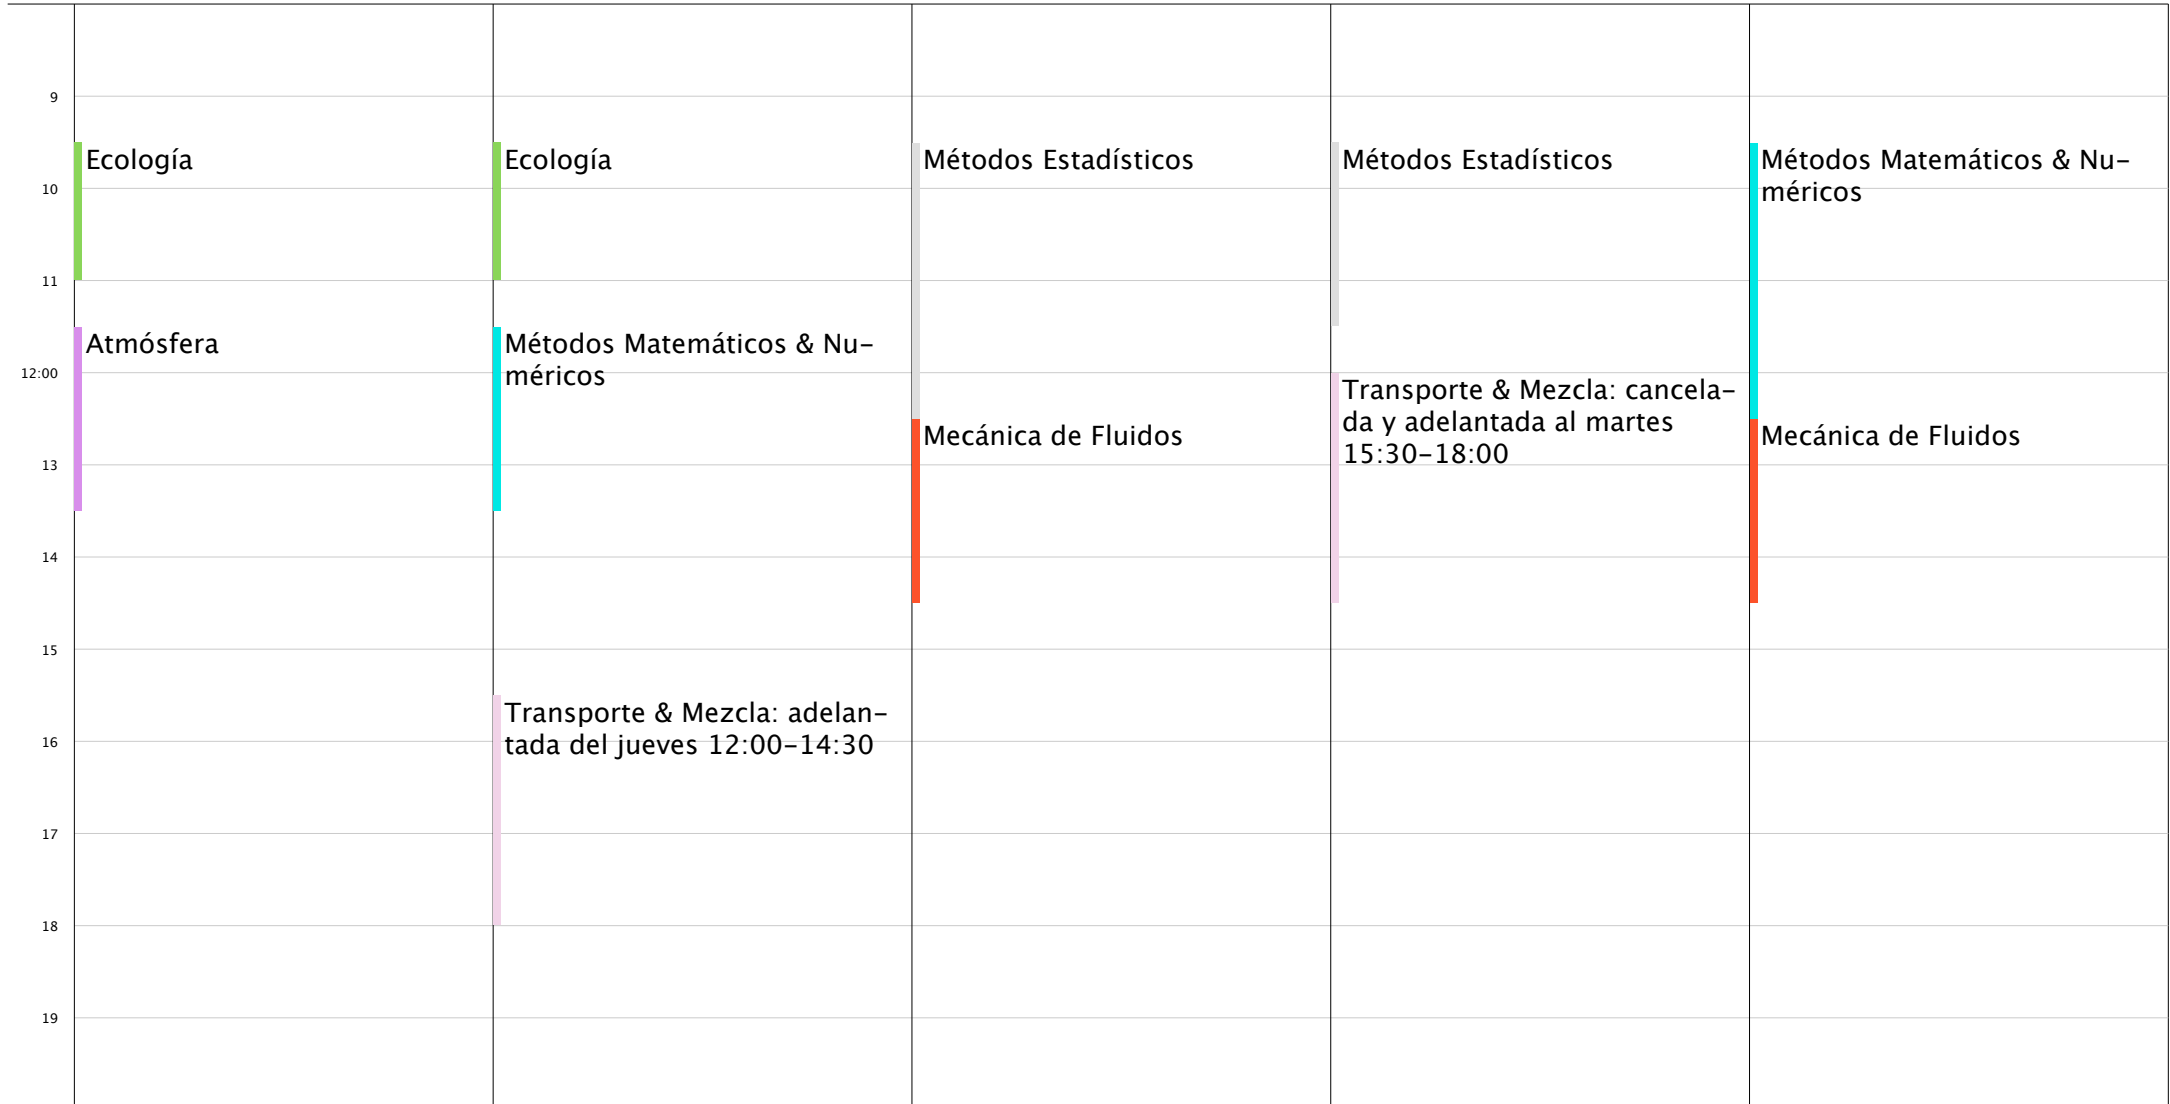 9
Ecología
Ecología
Métodos Estadísticos
Métodos Estadísticos
Métodos Matemáticos & Nu-
méricos
10
11
Atmósfera
Métodos Matemáticos & Nu-
méricos
12:00
Transporte & Mezcla: cancela-
da y adelantada al martes
15:30-18:00
Mecánica de Fluidos
Mecánica de Fluidos
13
14
15
Transporte & Mezcla: adelan-
tada del jueves 12:00-14:30
16
17
18
19